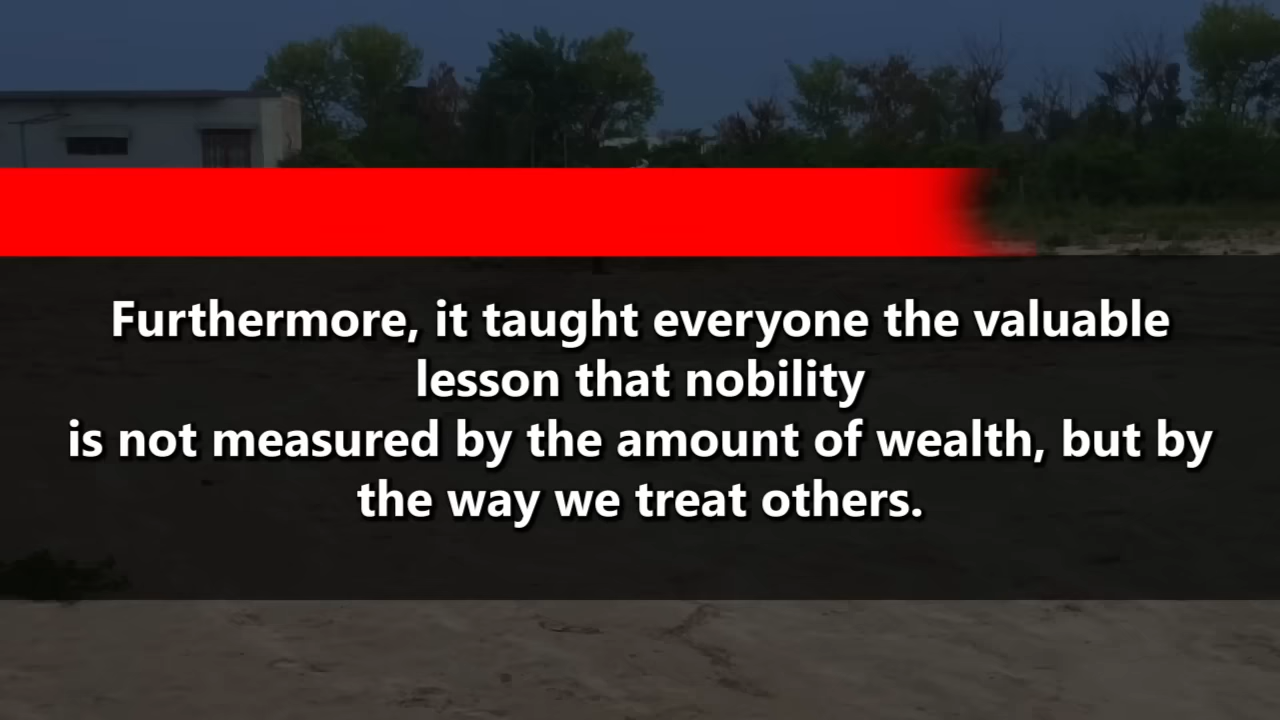 Furthermore, it taught everyone the valuable
lesson that nobility
is not measured by the amount of wealth, but by
the way we treat others.